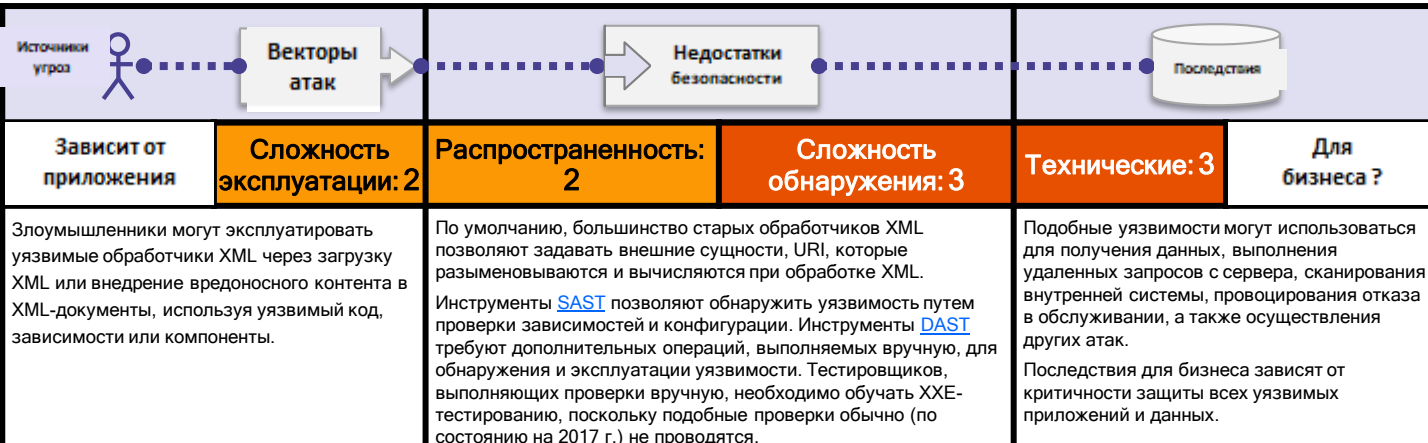 Источники
угроз
Векторы
атак
Недостатки
безопасности
Последствия
Зависит от
приложения
Сложность
эксплуатации: 2
Распространенность:
2
Сложность
обнаружения: 3
Технические: 3
Для
бизнеса ?
Злоумышленники могут эксплуатировать
уязвимые обработчики XML через загрузку
XML или внедрение вредоносного контента в
XML-документы, используя уязвимый код,
зависимости или компоненты.
По умолчанию, большинство старых обработчиков XML
позволяют задавать внешние сущности, URI, которые
разыменовываются и вычисляются при обработке XML.
Инструменты SAST позволяют обнаружить уязвимость путем
проверки зависимостей и конфигурации. Инструменты DAST
требуют дополнительных операций, выполняемых вручную, для
обнаружения и эксплуатации уязвимости. Тестировщиков,
выполняющих проверки вручную, необходимо обучать XXE-
тестированию, поскольку подобные проверки обычно (по
состоянию на 2017 г.) не проводятся.
Подобные уязвимости могут использоваться
для получения данных, выполнения
удаленных запросов с сервера, сканирования
внутренней системы, провоцирования отказа
в обслуживании, а также осуществления
других атак.
Последствия для бизнеса зависят от
критичности защиты всех уязвимых
приложений и данных.